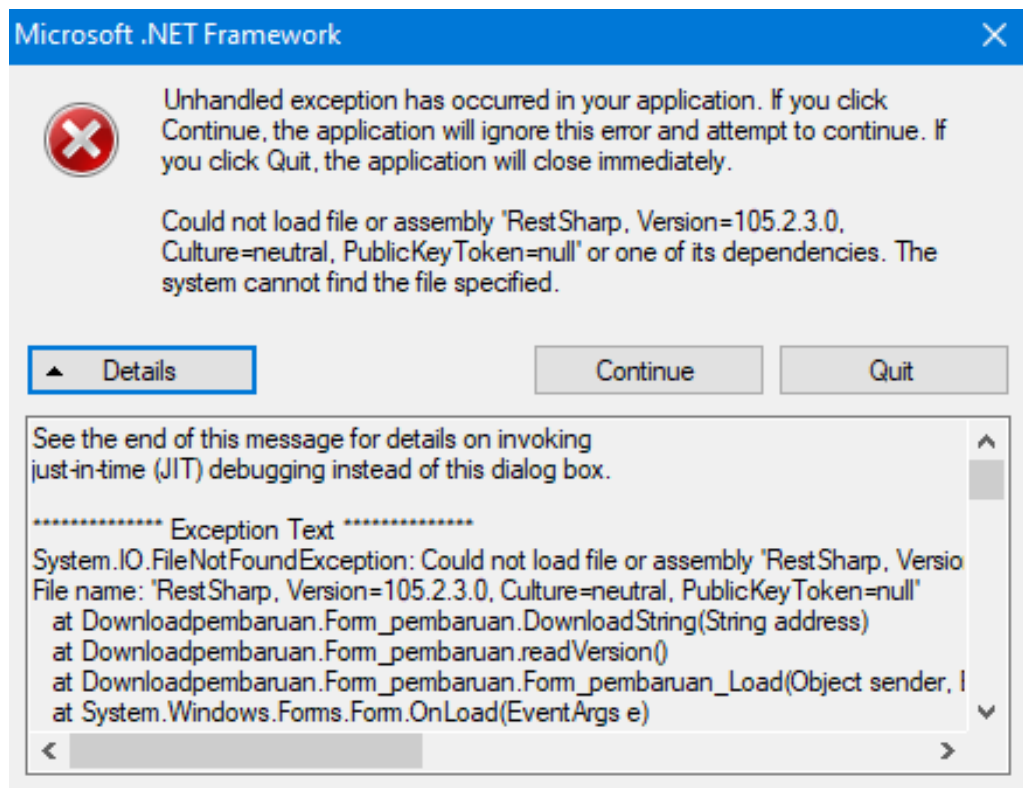 Microsoft .NET Framework
Unhandled exception has occurred in your application. If you click
Continue, the application will ignore this error and attempt to continue. If
you click Quit, the application will close immediately.
Could not load file or assembly 'RestSharp, Version=105.2.3.0,
Culture=neutral, PublicKeyToken=null' or one of its dependencies. The
system cannot find the file specified.
Details
Continue
Quit
See the end of this message for details on invoking
just-in-time (JIT) debugging instead of this dialog box.
************** Exception Text **************
System.IO.FileNotFoundException: Could not load file or assembly 'RestSharp, Versio
File name: 'RestSharp, Version=105.2.3.0, Culture=neutral, PublicKeyToken=null'
at Downloadpembaruan.Form_pembaruan.DownloadString(String address)
at Downloadpembaruan.Form_pembaruan.readVersion()
at Downloadpembaruan.Form_pembaruan.Form_pembaruan_Load(Object sender,
at System.Windows.Forms.Form.OnLoad(EventArgs e)